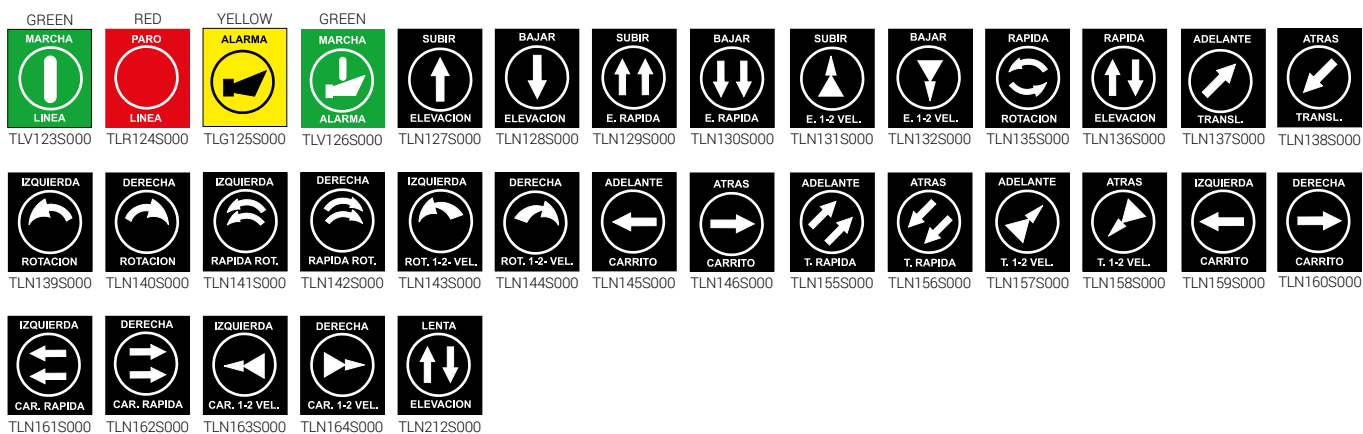 GREEN RED YELLOW GREEN
MARCHA PARO ALARMA MARCHA SUBIR BAJAR SUBIR BAJAR SUBIR BAJAR RAPIDA RAPIDA ADELANTE ATRAS
LINEA LINEA ALARMA ELEVACION ELEVACION E. RAPIDA E. RAPIDA E. 1-2 VEL. E. 1-2 VEL. ROTACION ELEVACION TRANSL. TRANSL.
TLV123S000 TLR124S000 TLG125S000 TLV126S000 TLN127S000 TLN128S000 TLN129S000 TLN130S000 TLN131S000 TLN132S000 TLN135S000 TLN136S000 TLN137S000 TLN138S000
IZQUIERDA DERECHA IZQUIERDA DERECHA IZQUIERDA DERECHA ADELANTE ATRAS ADELANTE ATRAS ADELANTE ATRAS IZQUIERDA DERECHA
ROTACION ROTACION RAPIDA ROT. RAPIDA ROT. ROT. 1-2- VEL. ROT. 1-2- VEL. CARRITO CARRITO T. RAPIDA T. RAPIDA T. 1-2 VEL. T. 1-2 VEL. CARRITO CARRITO
TLN139S000 TLN140S000 TLN141S000 TLN142S000 TLN143S000 TLN144S000 TLN145S000 TLN146S000 TLN155S000 TLN156S000 TLN157S000 TLN158S000 TLN159S000 TLN160S000
IZQUIERDA DERECHA IZQUIERDA DERECHA LENTA
CAR. RAPIDA CAR. RAPIDA CAR. 1-2 VEL. CAR. 1-2 VEL. ELEVACION
TLN161S000 TLN162S000 TLN163S000 TLN164S000 TLN212S000